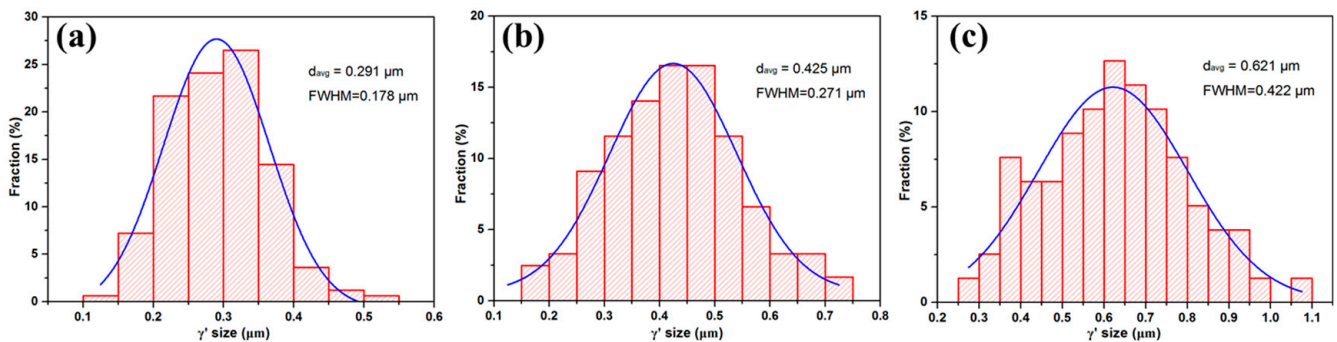 (a)
d_avg = 0.291 µm
FWHM=0.178 µm
Fraction (%)
30
25
20
15
10
5
0
0.1 0.2 0.3 0.4 0.5 0.6
γ' size (µm)
(b)
d_avg = 0.425 µm
FWHM=0.271 µm
Fraction (%)
20
15
10
5
0
0.1 0.2 0.3 0.4 0.5 0.6 0.7 0.8
γ' size (µm)
(c)
d_avg = 0.621 µm
FWHM=0.422 µm
Fraction (%)
15
10
5
0
0.3 0.4 0.5 0.6 0.7 0.8 0.9 1.0 1.1
γ' size (µm)